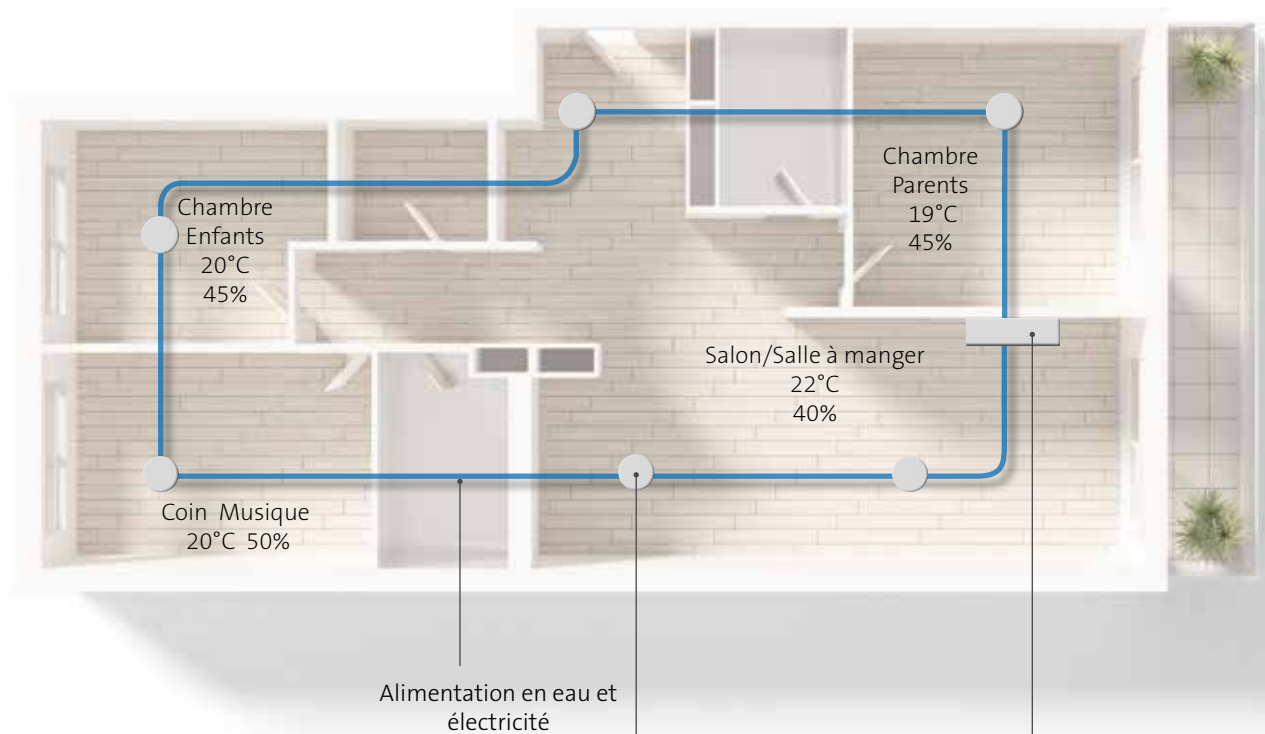 Chambre
Parents
19°C
45%
Chambre
Enfants
20°C
45%
Salon/Salle à manger
22°C
40%
Coin Musique
20°C 50%
Alimentation en eau et
électricité